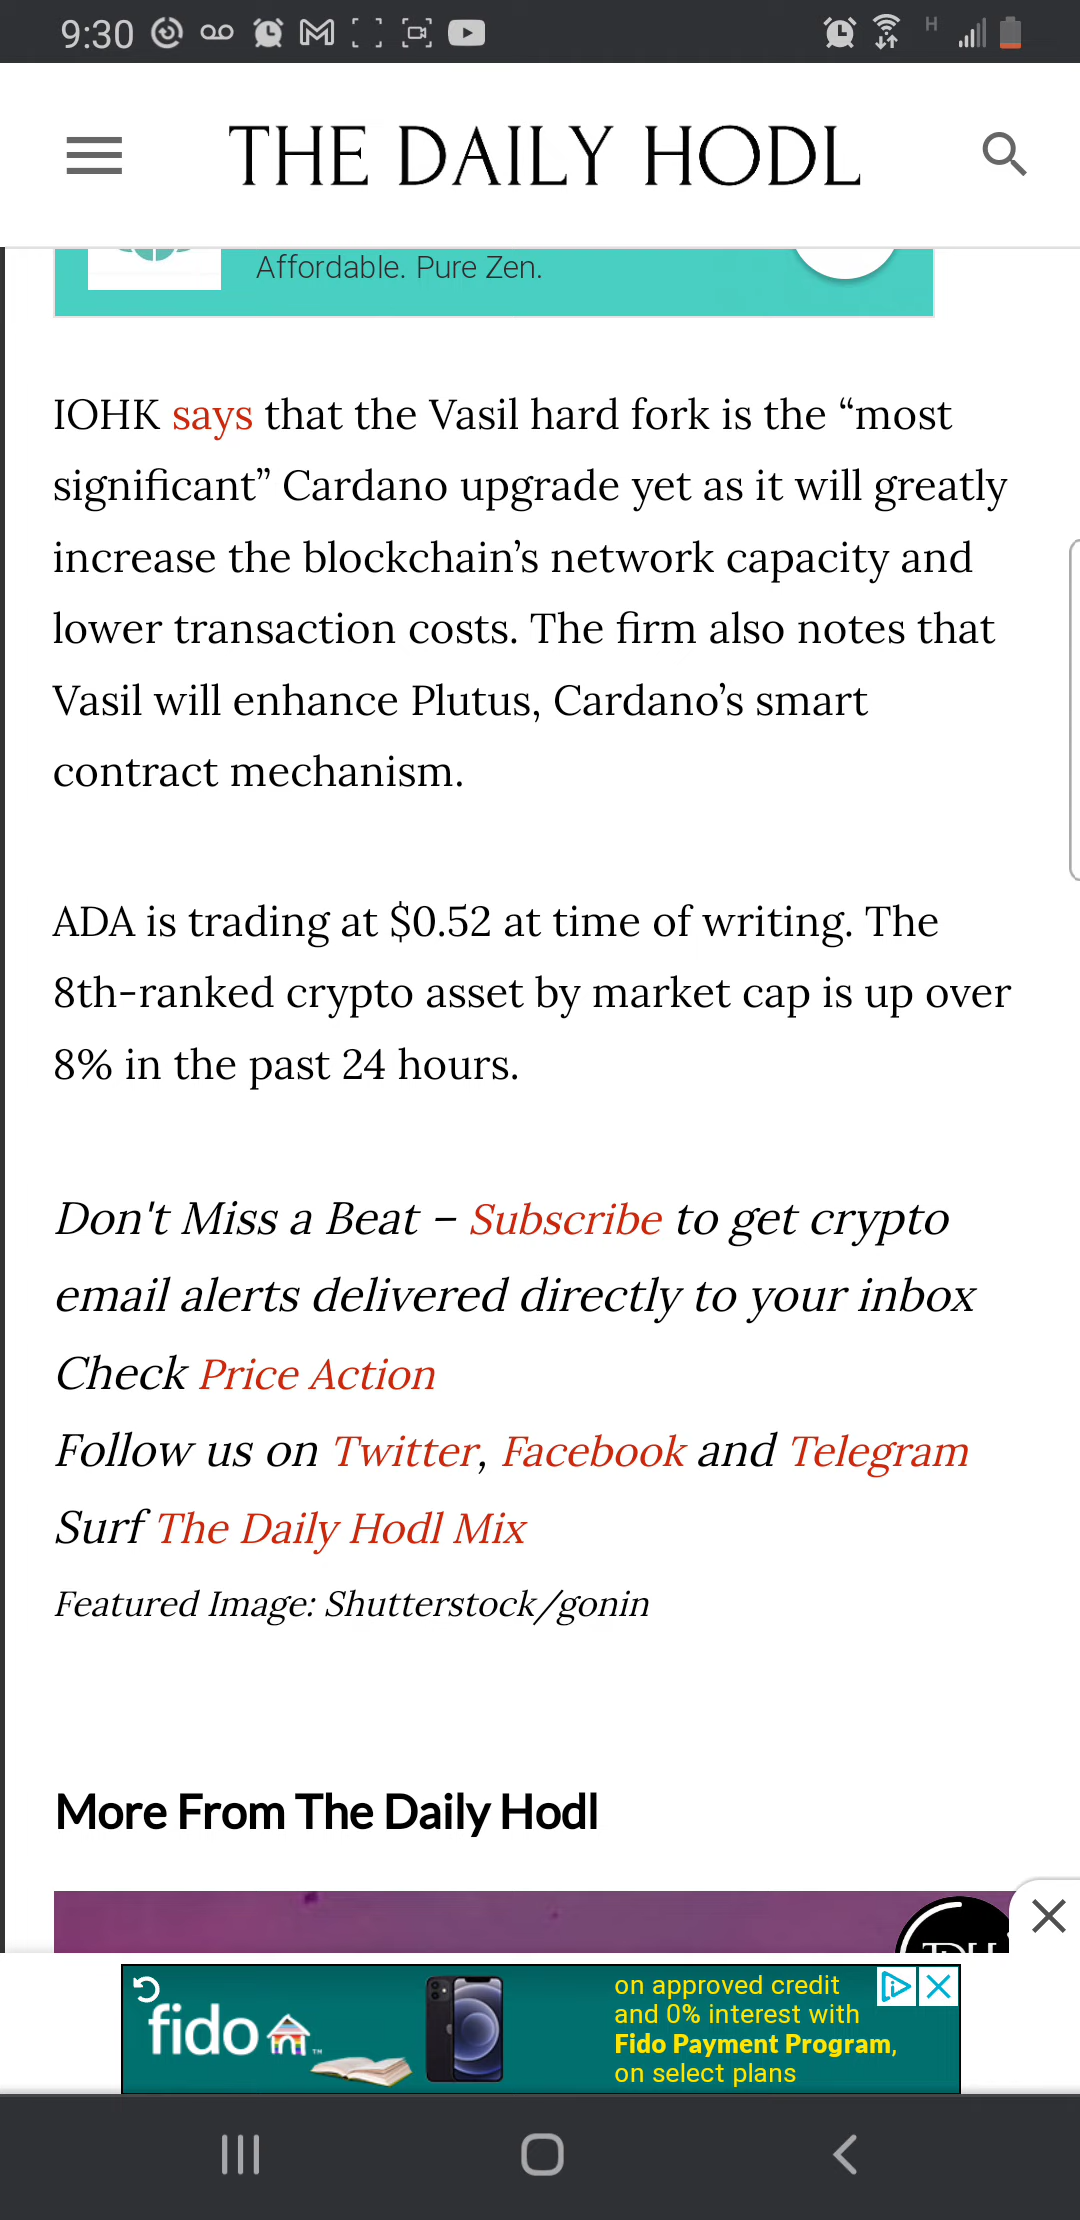 9:30
H
THE DAILY HODL
Affordable. Pure Zen.
IOHK says that the Vasil hard fork is the “most
significant” Cardano upgrade yet as it will greatly
increase the blockchain’s network capacity and
lower transaction costs. The firm also notes that
Vasil will enhance Plutus, Cardano’s smart
contract mechanism.
ADA is trading at $0.52 at time of writing. The
8th-ranked crypto asset by market cap is up over
8% in the past 24 hours.
Don't Miss a Beat – Subscribe to get crypto
email alerts delivered directly to your inbox
Check Price Action
Follow us on Twitter, Facebook and Telegram
Surf The Daily Hodl Mix
Featured Image: Shutterstock/gonin
More From The Daily Hodl
fido™
on approved credit
and 0% interest with
Fido Payment Program,
on select plans